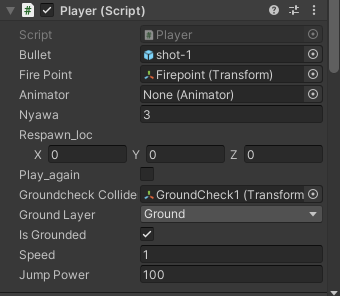 Player (Script)
Script Player
Bullet shot-1
Fire Point Firepoint (Transform)
Animator None (Animator)
Nyawa 3
Respawn_loc
X 0 Y 0 Z 0
Play_again
Groundcheck Collide GroundCheck1 (Transform
Ground Layer Ground
Is Grounded
Speed 1
Jump Power 100